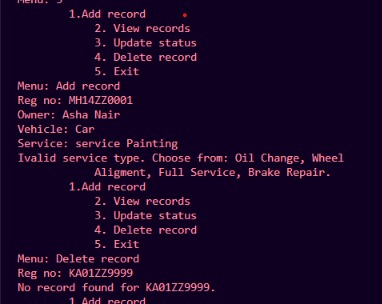 Menu: 5
1.Add record
2. View records
3. Update status
4. Delete record
5. Exit
Menu: Add record
Reg no: MH14ZZ0001
Owner: Asha Nair
Vehicle: Car
Service: service Painting
Ivalid service type. Choose from: Oil Change, Wheel
Aligment, Full Service, Brake Repair.
1.Add record
2. View records
3. Update status
4. Delete record
5. Exit
Menu: Delete record
Reg no: KA01ZZ9999
No record found for KA01ZZ9999.
1.Add record